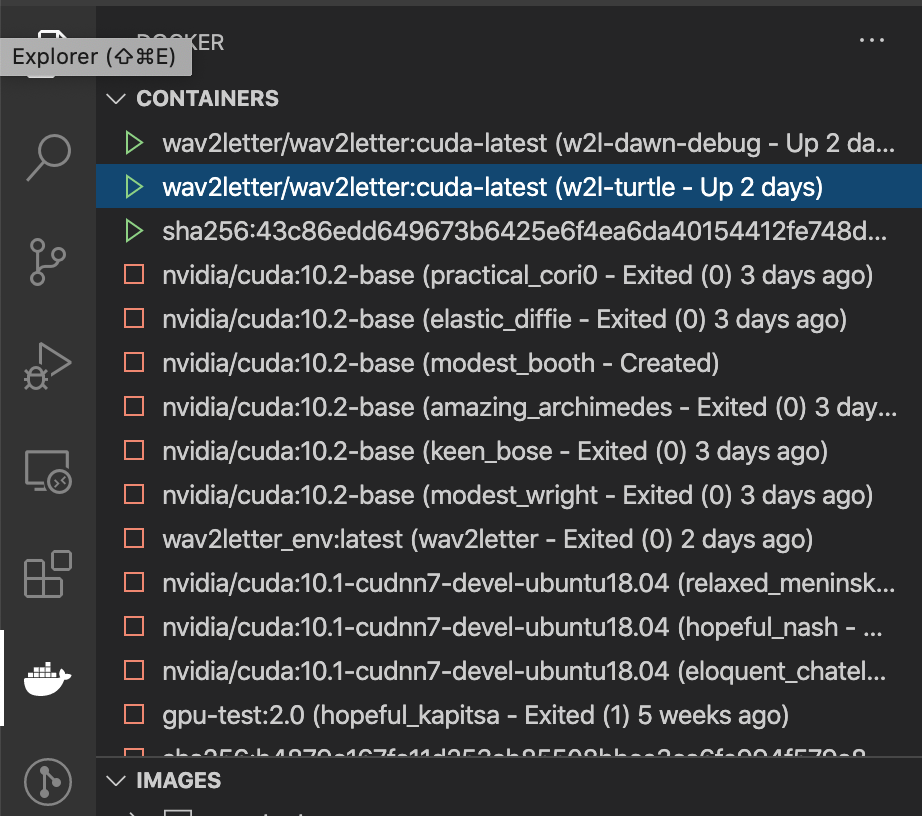 DOCKER
Explorer (⇧⌘E)
CONTAINERS
wav2letter/wav2letter:cuda-latest (w2l-dawn-debug - Up 2 da...
wav2letter/wav2letter:cuda-latest (w2l-turtle - Up 2 days)
sha256:43c86edd649673b6425e6f4ea6da40154412fe748d...
nvidia/cuda:10.2-base (practical_cori0 - Exited (0) 3 days ago)
nvidia/cuda:10.2-base (elastic_diffie - Exited (0) 3 days ago)
nvidia/cuda:10.2-base (modest_booth - Created)
nvidia/cuda:10.2-base (amazing_archimedes - Exited (0) 3 day...
nvidia/cuda:10.2-base (keen_bose - Exited (0) 3 days ago)
nvidia/cuda:10.2-base (modest_wright - Exited (0) 3 days ago)
wav2letter_env:latest (wav2letter - Exited (0) 2 days ago)
nvidia/cuda:10.1-cudnn7-devel-ubuntu18.04 (relaxed_meninsk...
nvidia/cuda:10.1-cudnn7-devel-ubuntu18.04 (hopeful_nash - ...
nvidia/cuda:10.1-cudnn7-devel-ubuntu18.04 (eloquent_chatel...
gpu-test:2.0 (hopeful_kapitsa - Exited (1) 5 weeks ago)
IMAGES